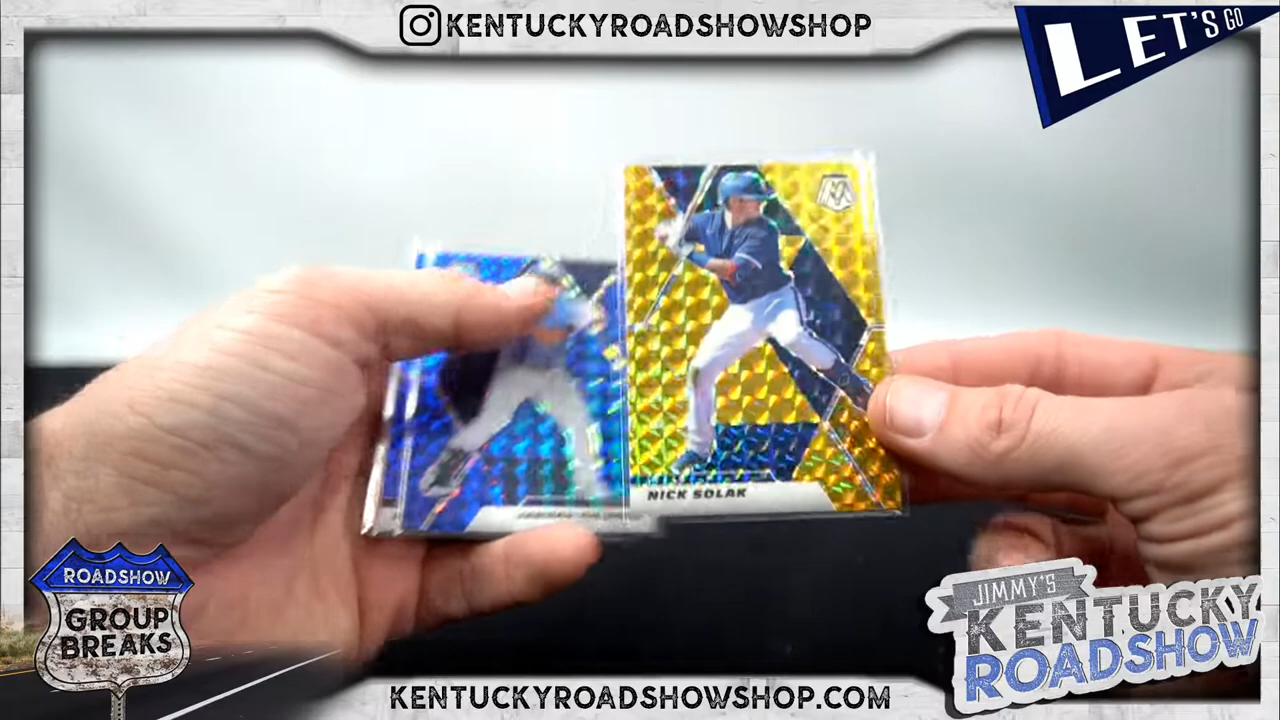 KENTUCKYROADSHOWSHOP
LET'S GO
NICK SOLAK
ROADSHOW
GROUP
BREAKS
JIMMY'S
KENTUCKY
ROADSHOW
KENTUCKYROADSHOWSHOP.COM